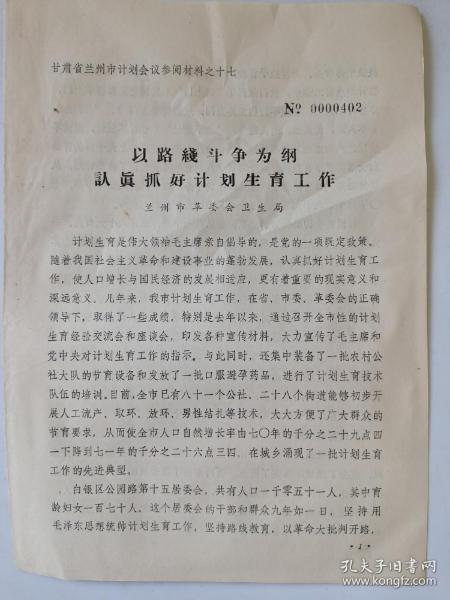 甘肃省兰州市计划会议参阅材料之十七
№ 0000402
以路綫斗争为纲
認眞抓好计划生育工作
兰州市革委会卫生局
计划生育是伟大领袖毛主席亲自倡导的，是党的一项既定政策。
随着我国社会主义革命和建设事业的蓬勃发展，认真抓好计划生育工
作，使人口增长与国民经济的发展相适应，更有着重要的现实意义和
深远意义。几年来，我市计划生育工作，在省、市委、革委会的正确
领导下，取得了一些成绩，特别是去年以来，通过召开全市性的计划
生育经验交流会和座谈会，印发各种宣传材料，大力宣传了毛主席和
党中央对计划生育工作的指示。与此同时，还集中装备了一批农村公
社大队的节育设备和发放了一批口服避孕药品，进行了计划生育技术
队伍的培训。目前，全市已有八十一个公社，二十八个街道能够初步开
展人工流产、取环、放环、男性结扎等技术，大大方便了广大群众的
节育要求，从而使全市人口自然增长率由七〇年的千分之二十九点四
一下降到七一年的千分之二十六点三四，在城乡涌现了一批计划生育
工作的先进典型。
白银区公园路第十五居委会，共有人口一千零五十一人，其中育
龄妇女一百七十人，这个居委会的干部和群众九年如一日，坚持用
毛泽东思想统帅计划生育工作，坚持路线教育，以革命大批判开路，
·1·
孔夫子旧书网